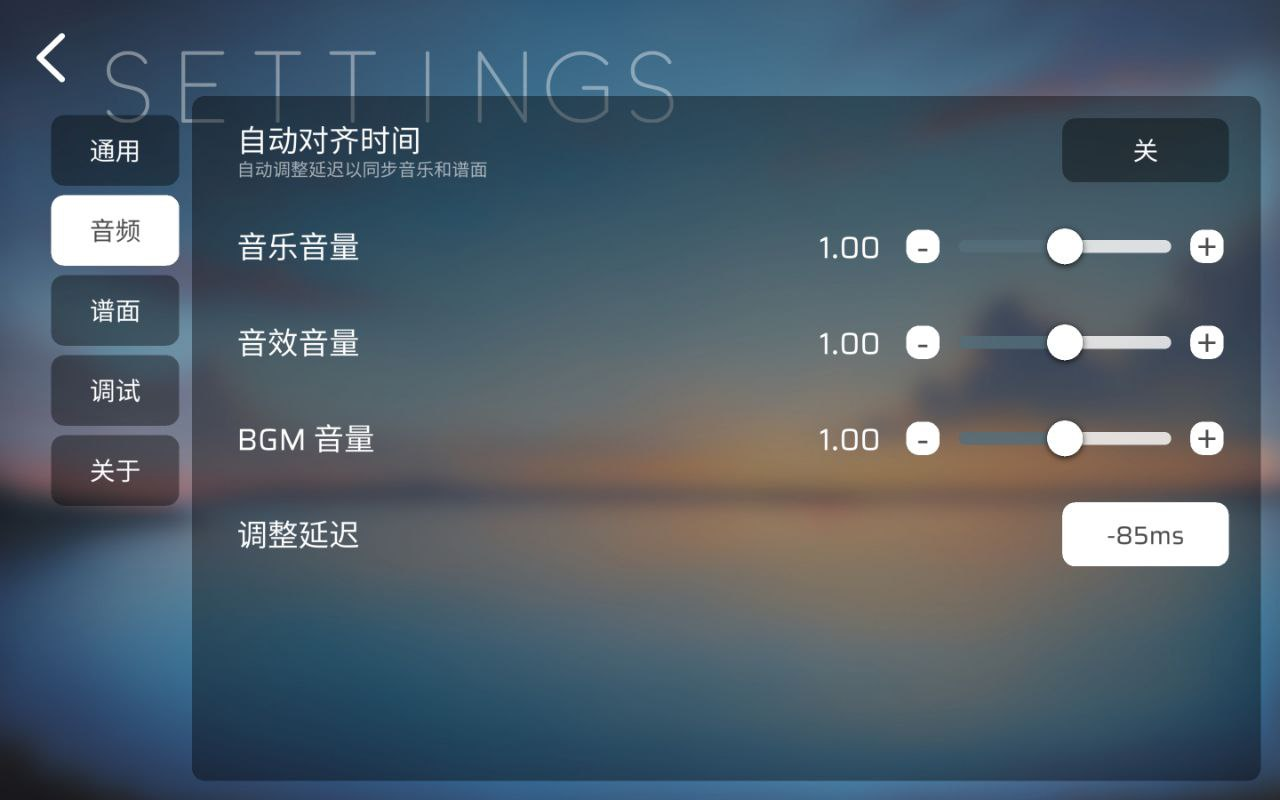 SETTINGS
通用
音频
谱面
调试
关于
自动对齐时间
自动调整延迟以同步音乐和谱面
关
音乐音量
1.00
-
+
音效音量
1.00
-
+
BGM 音量
1.00
-
+
调整延迟
-85ms